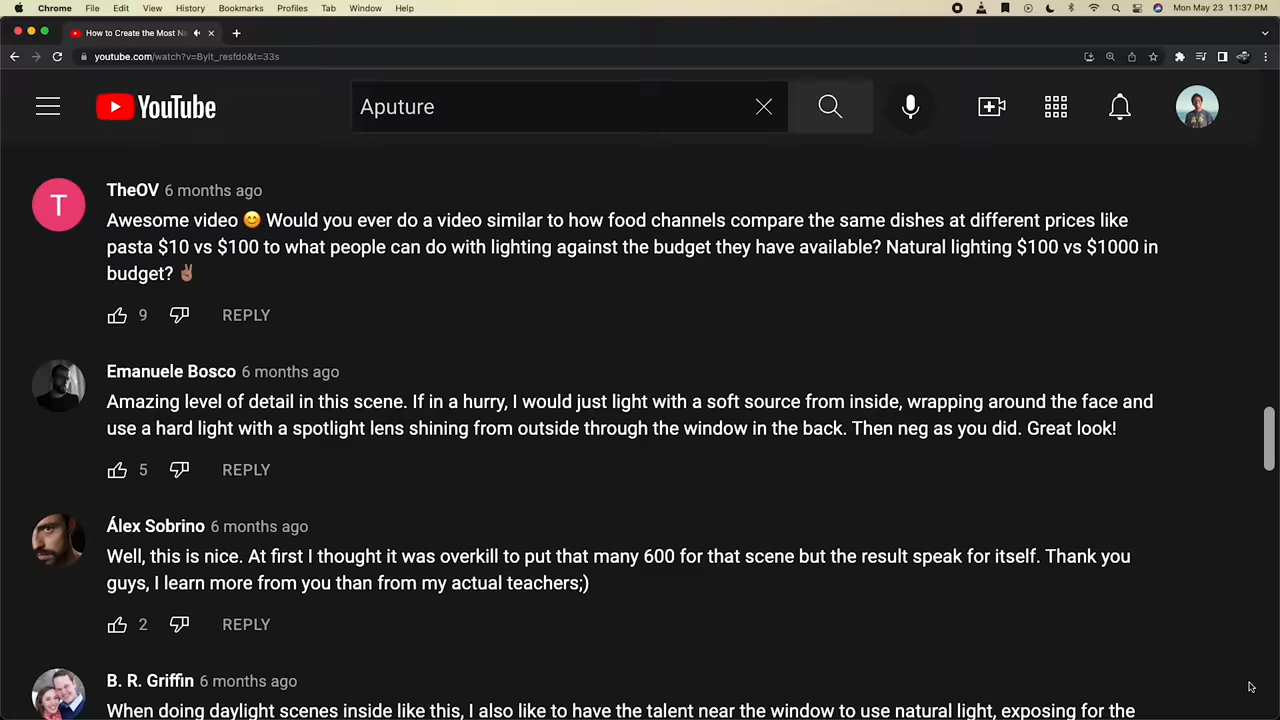 Chrome File Edit View History Bookmarks Profiles Tab Window Help Mon May 23 11:37 PM
How to Create the Most N
youtube.com/watch?v=Bylt_resfdo&t=33s
YouTube Aputure
T
TheOV 6 months ago
Awesome video 😊 Would you ever do a video similar to how food channels compare the same dishes at different prices like
pasta $10 vs $100 to what people can do with lighting against the budget they have available? Natural lighting $100 vs $1000 in
budget? ✌🏽
9 REPLY
Emanuele Bosco 6 months ago
Amazing level of detail in this scene. If in a hurry, I would just light with a soft source from inside, wrapping around the face and
use a hard light with a spotlight lens shining from outside through the window in the back. Then neg as you did. Great look!
5 REPLY
Álex Sobrino 6 months ago
Well, this is nice. At first I thought it was overkill to put that many 600 for that scene but the result speak for itself. Thank you
guys, I learn more from you than from my actual teachers;)
2 REPLY
B. R. Griffin 6 months ago
When doing daylight scenes inside like this, I also like to have the talent near the window to use natural light, exposing for the